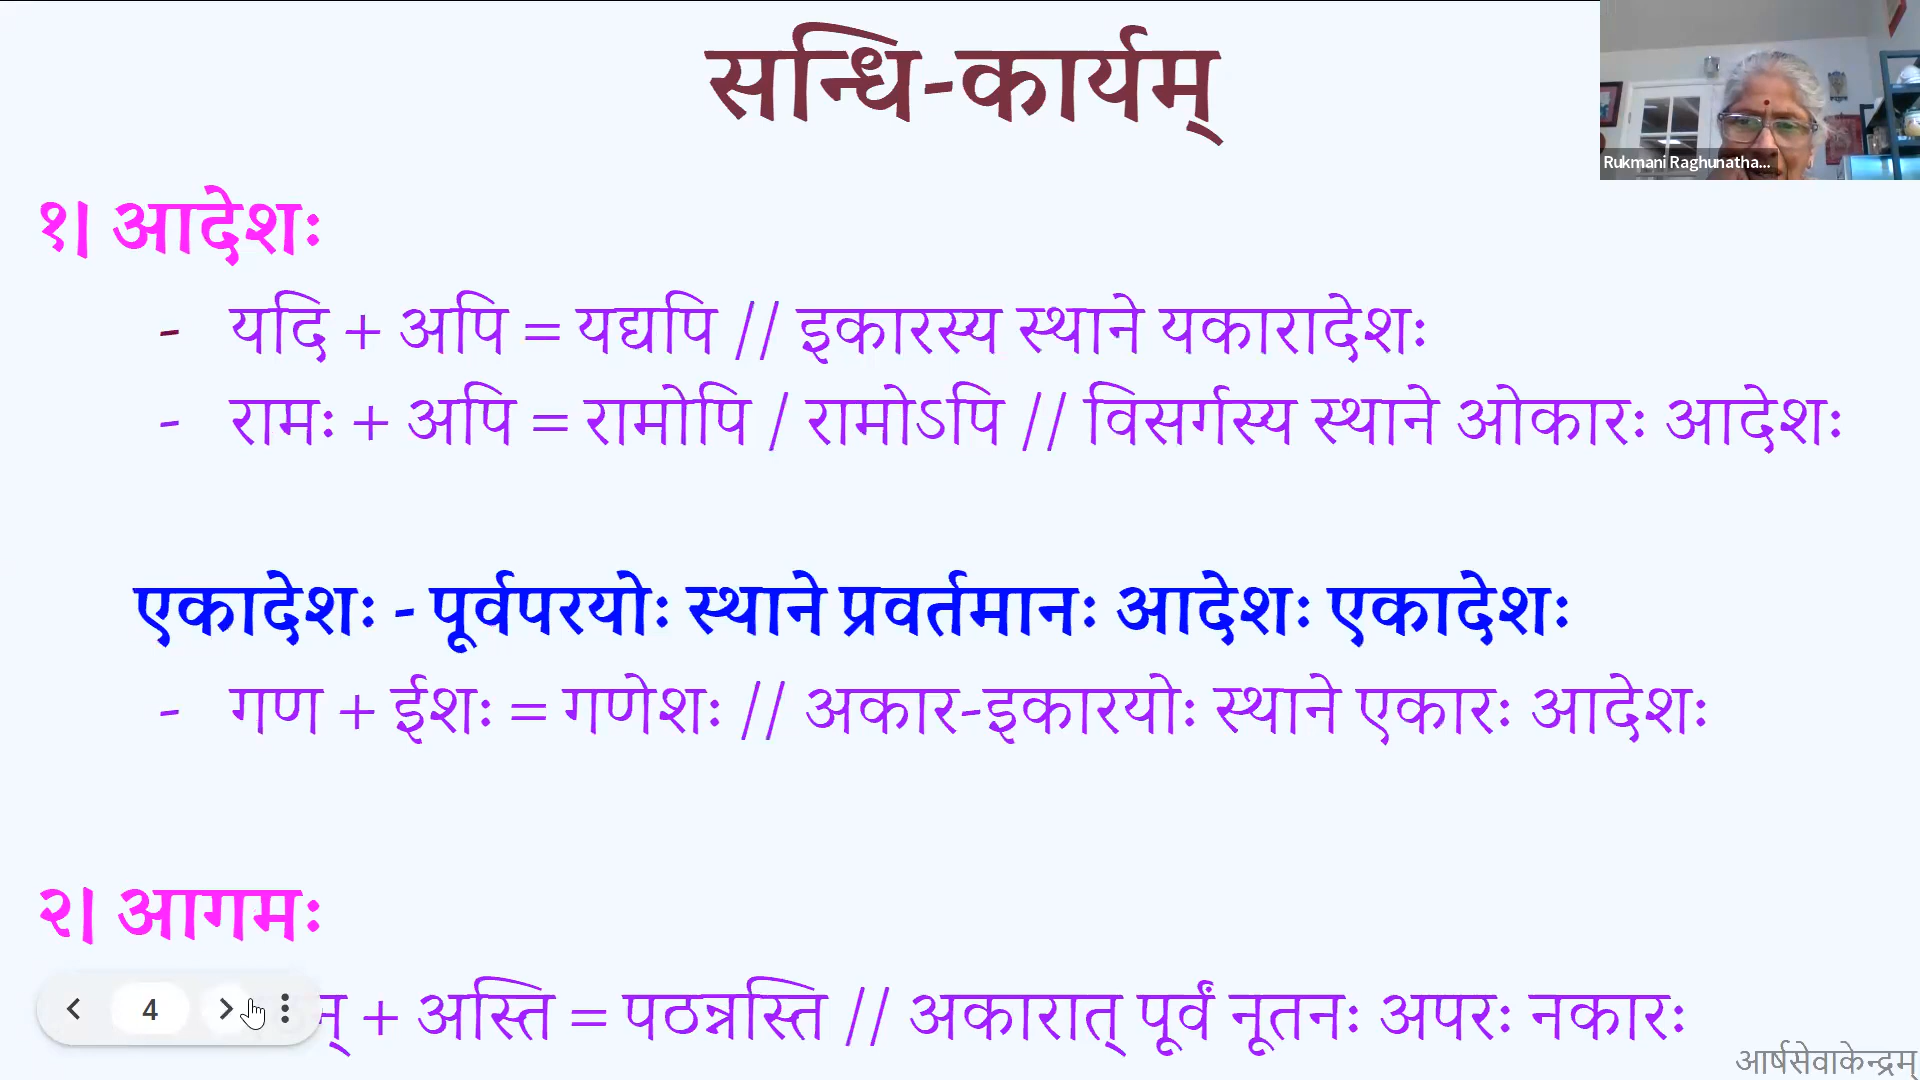 सन्धि-कार्यम्
Rukmani Raghunatha...
१। आदेशः
- यदि + अपि = यद्यपि // इकारस्य स्थाने यकारादेशः
- रामः + अपि = रामोपि / रामोऽपि // विसर्गस्य स्थाने ओकारः आदेशः
एकादेशः - पूर्वपरयोः स्थाने प्रवर्तमानः आदेशः एकादेशः
- गण + ईशः = गणेशः // अकार-इकारयोः स्थाने एकारः आदेशः
२। आगमः
4
+ अस्ति = पठन्नस्ति // अकारात् पूर्वं नूतनः अपरः नकारः
आर्षसेवाकेन्द्रम्